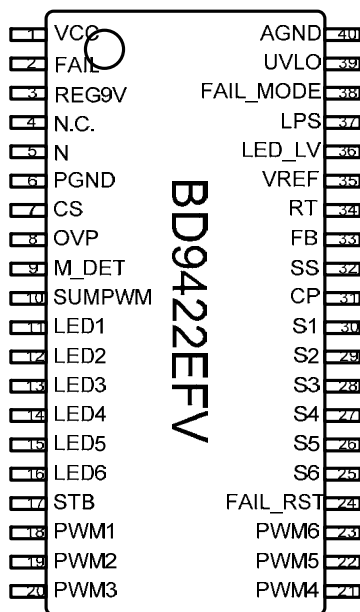 1 VCC AGND 40
2 FAIL UVLO 39
3 REG9V FAIL_MODE 38
4 N.C. LPS 37
5 N LED_LV 36
6 PGND VREF 35
7 CS RT 34
8 OVP FB 33
9 M_DET SS 32
10 SUMPWM CP 31
11 LED1 S1 30
12 LED2 S2 29
13 LED3 S3 28
14 LED4 S4 27
15 LED5 S5 26
16 LED6 S6 25
17 STB FAIL_RST 24
18 PWM1 PWM6 23
19 PWM2 PWM5 22
20 PWM3 PWM4 21
BD9422EFV